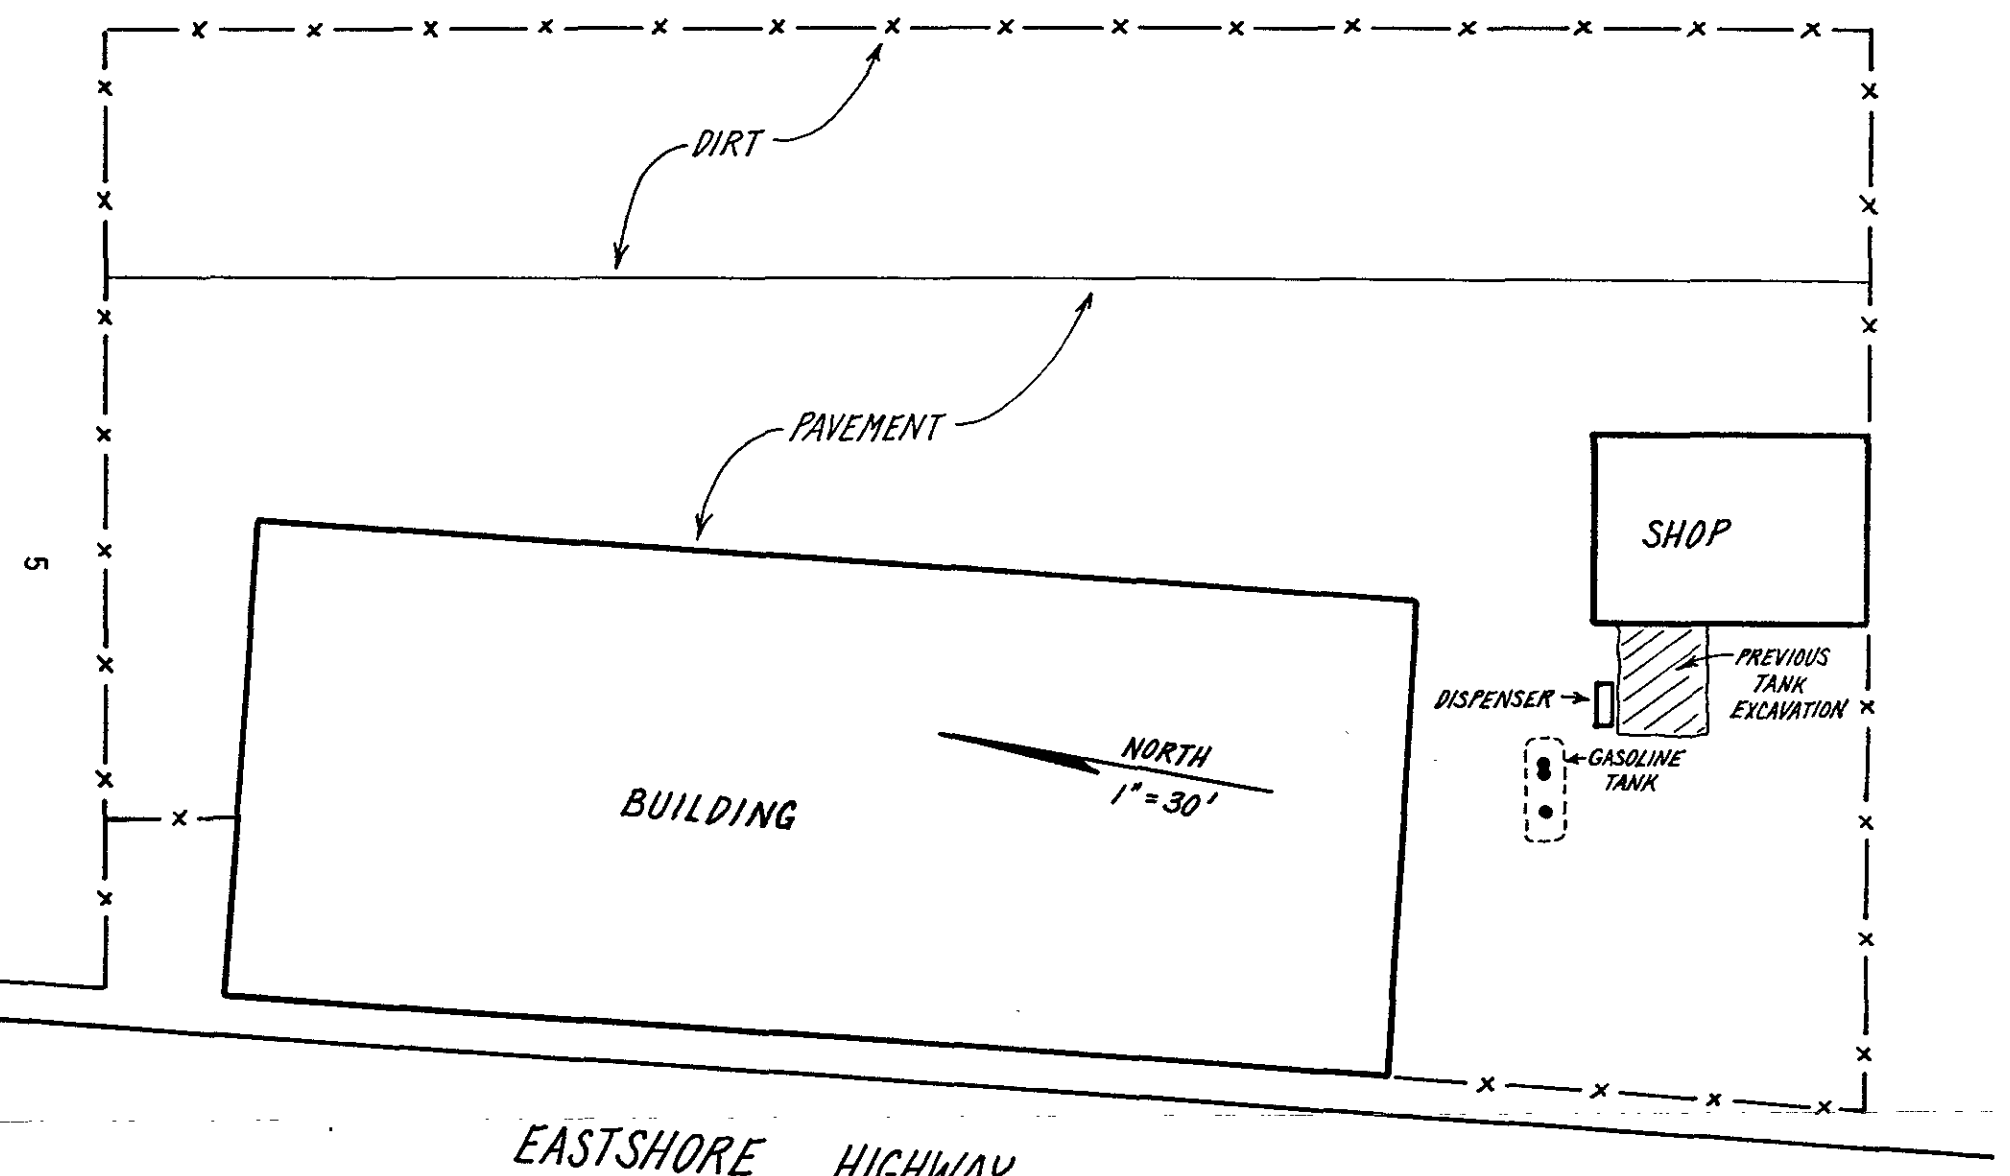 DIRT
PAVEMENT
SHOP
5
PREVIOUS
TANK
EXCAVATION
DISPENSER
NORTH
1"=30'
GASOLINE
TANK
BUILDING
EASTSHORE HIGHWAY